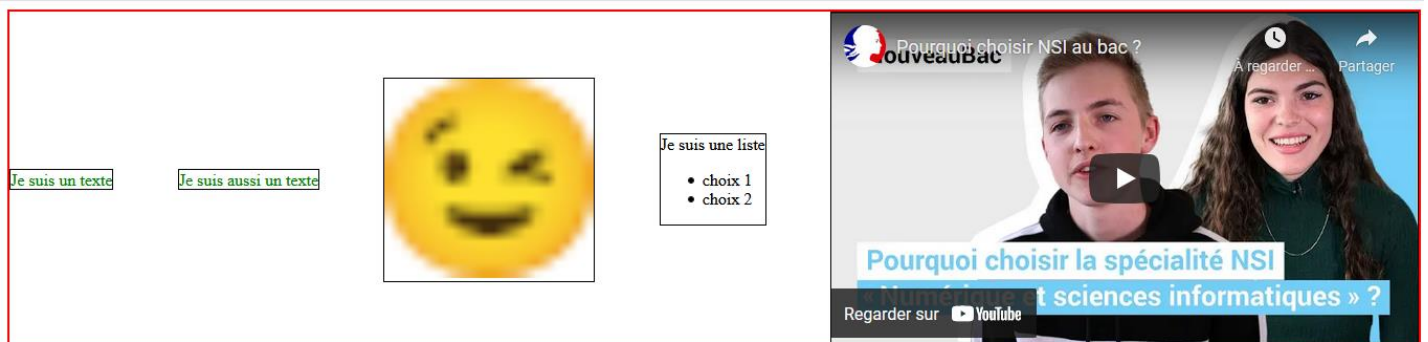 Je suis un texte
Je suis aussi un texte
Je suis une liste
• choix 1
• choix 2
Pourquoi choisir NSI au bac ?
NouveauBac
À regarder ...
Partager
Pourquoi choisir la spécialité NSI
« Numérique et sciences informatiques » ?
Regarder sur YouTube